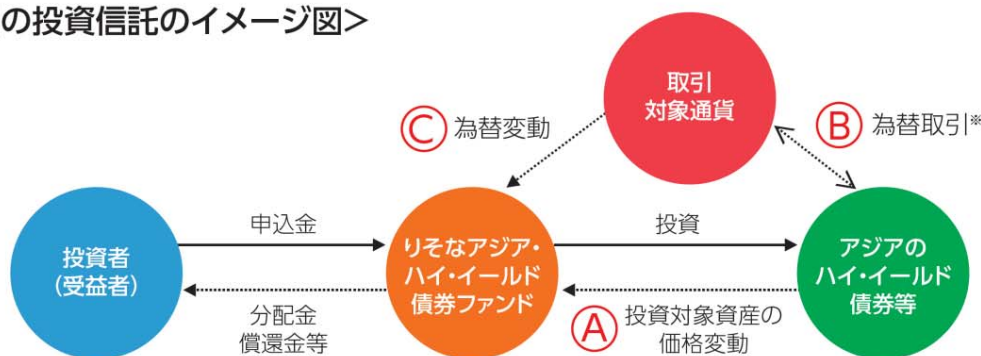 の投資信託のイメージ図>
取引
対象通貨
Ⓒ 為替変動
Ⓑ 為替取引※
投資者
(受益者)
申込金
分配金
償還金等
りそなアジア・
ハイ・イールド
債券ファンド
投資
Ⓐ 投資対象資産の
価格変動
アジアの
ハイ・イールド
債券等